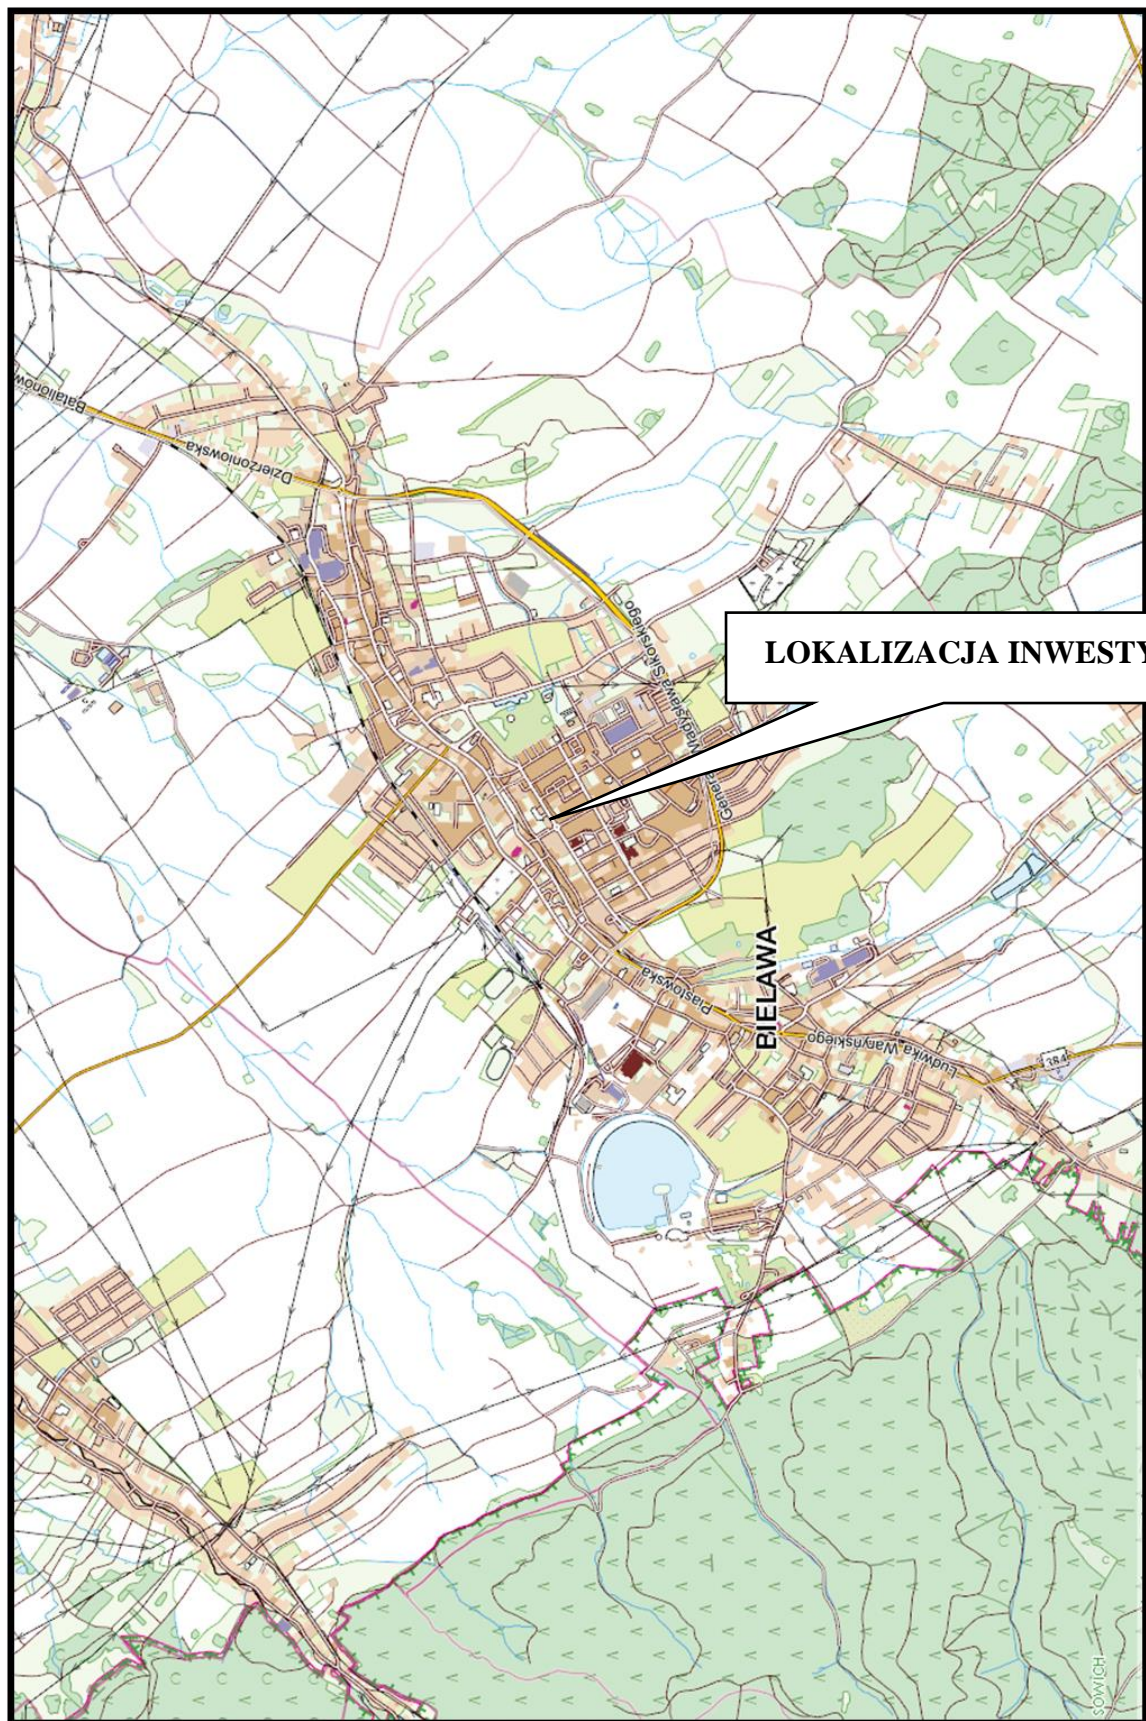 Batalionów
Dzierżoniowska
LOKALIZACJA INWESTY
Generała Władysława Sikorskiego
BIELAWA
Piastowska
Ludwika Waryńskiego
384
SOWICH